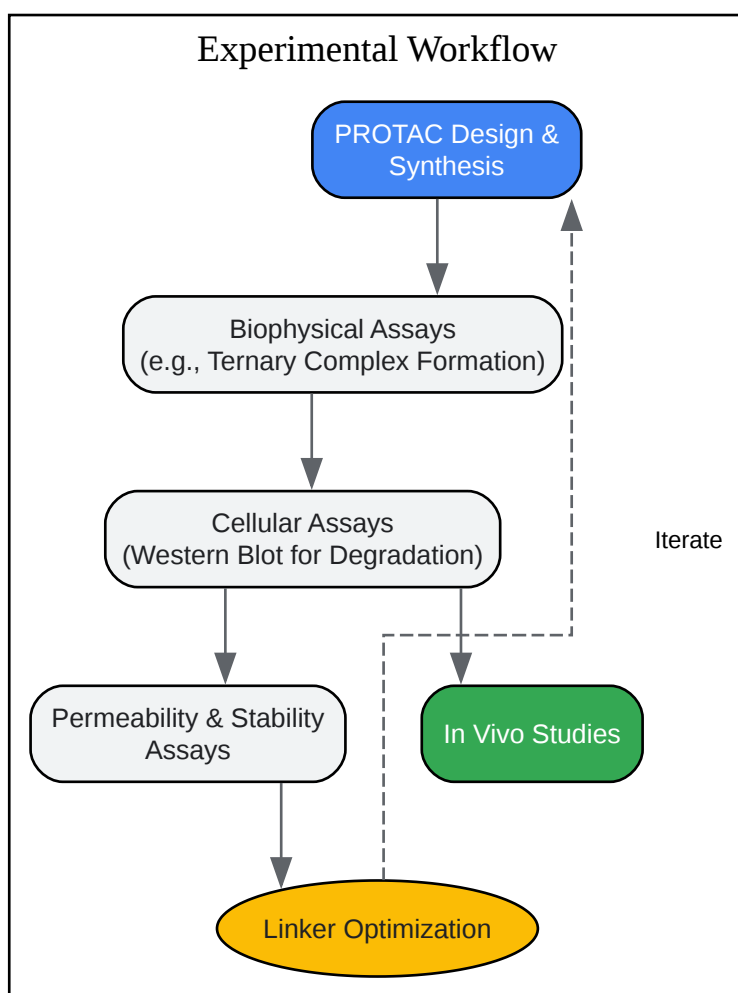 Experimental Workflow
PROTAC Design &
Synthesis
Biophysical Assays
(e.g., Ternary Complex Formation)
Cellular Assays
(Western Blot for Degradation)
Iterate
Permeability & Stability
Assays
In Vivo Studies
Linker Optimization